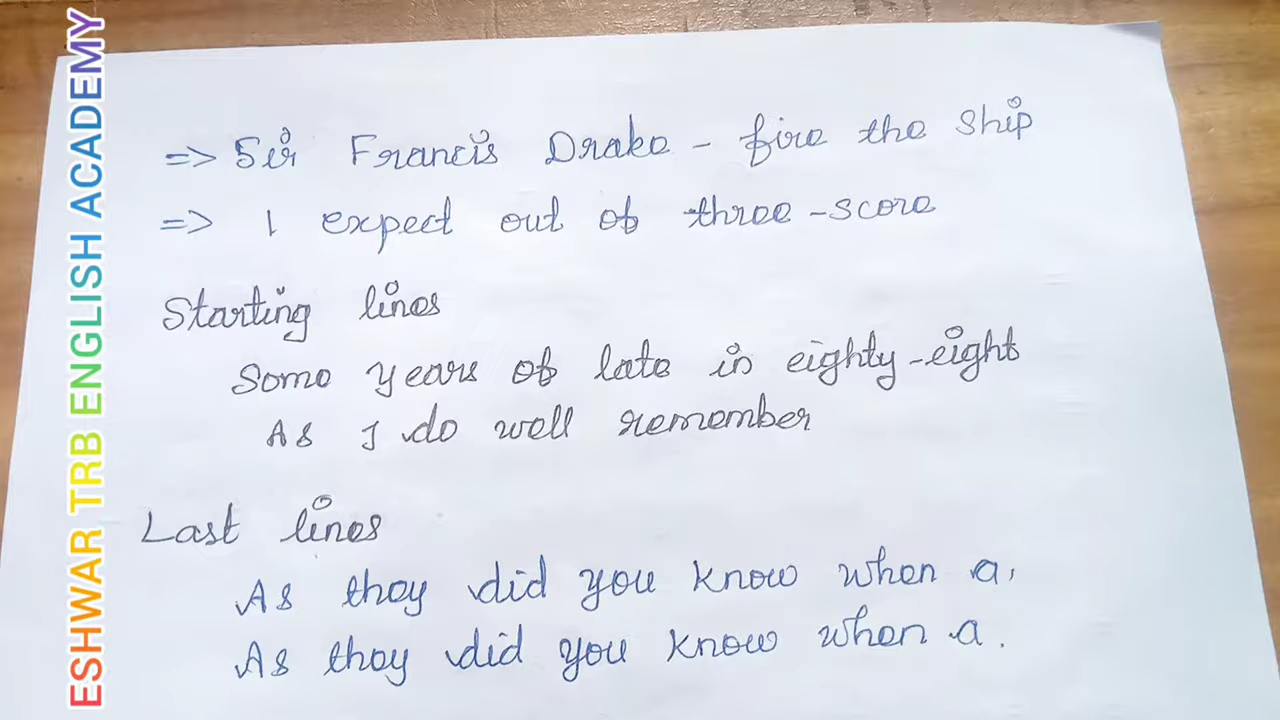 ESHWAR TRB ENGLISH ACADEMY
=> Sir Francis Drake - fire the ship
=> I expect out of three-score
Starting lines
Some years of late in eighty-eight
As I do well remember
Last lines
As they did you know when a,
As they did you know when a.